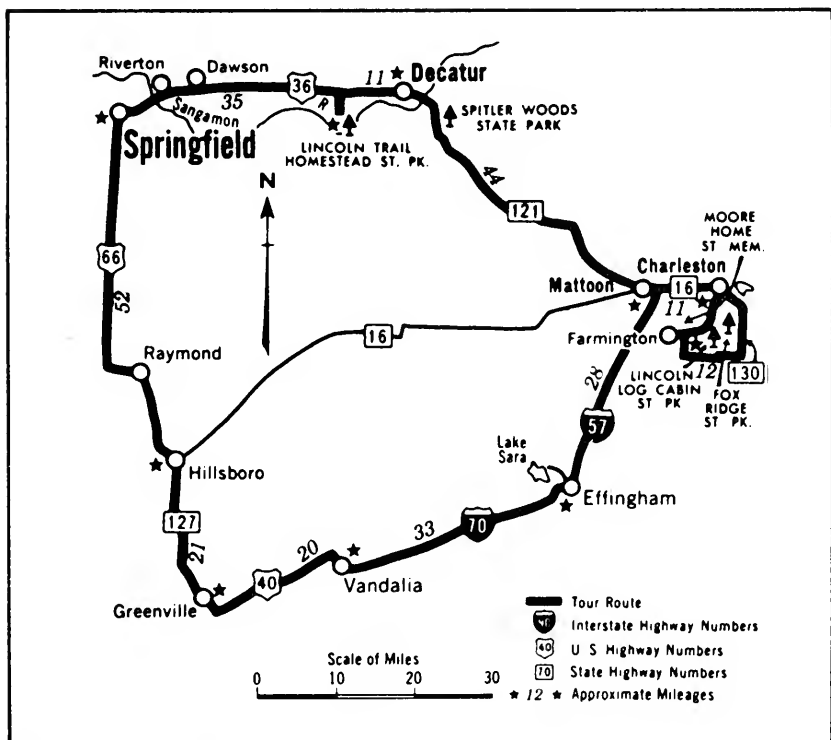 Riverton
Dawson
11
Decatur
36
R
35
Sangamon
SPITLER WOODS
STATE PARK
Springfield
LINCOLN TRAIL
HOMESTEAD ST. PK.
N
44
121
MOORE
HOME
ST MEM.
Charleston
Mattoon
16
11
66
52
Farmington
16
Raymond
LINCOLN
LOG CABIN
ST PK
12
130
FOX
RIDGE
ST. PK.
28
57
Lake
Sara
Hillsboro
Effingham
127
33
70
21
20
40
Vandalia
Greenville
Tour Route
Interstate Highway Numbers
40
U S Highway Numbers
70
State Highway Numbers
12
Approximate Mileages
Scale of Miles
0 10 20 30